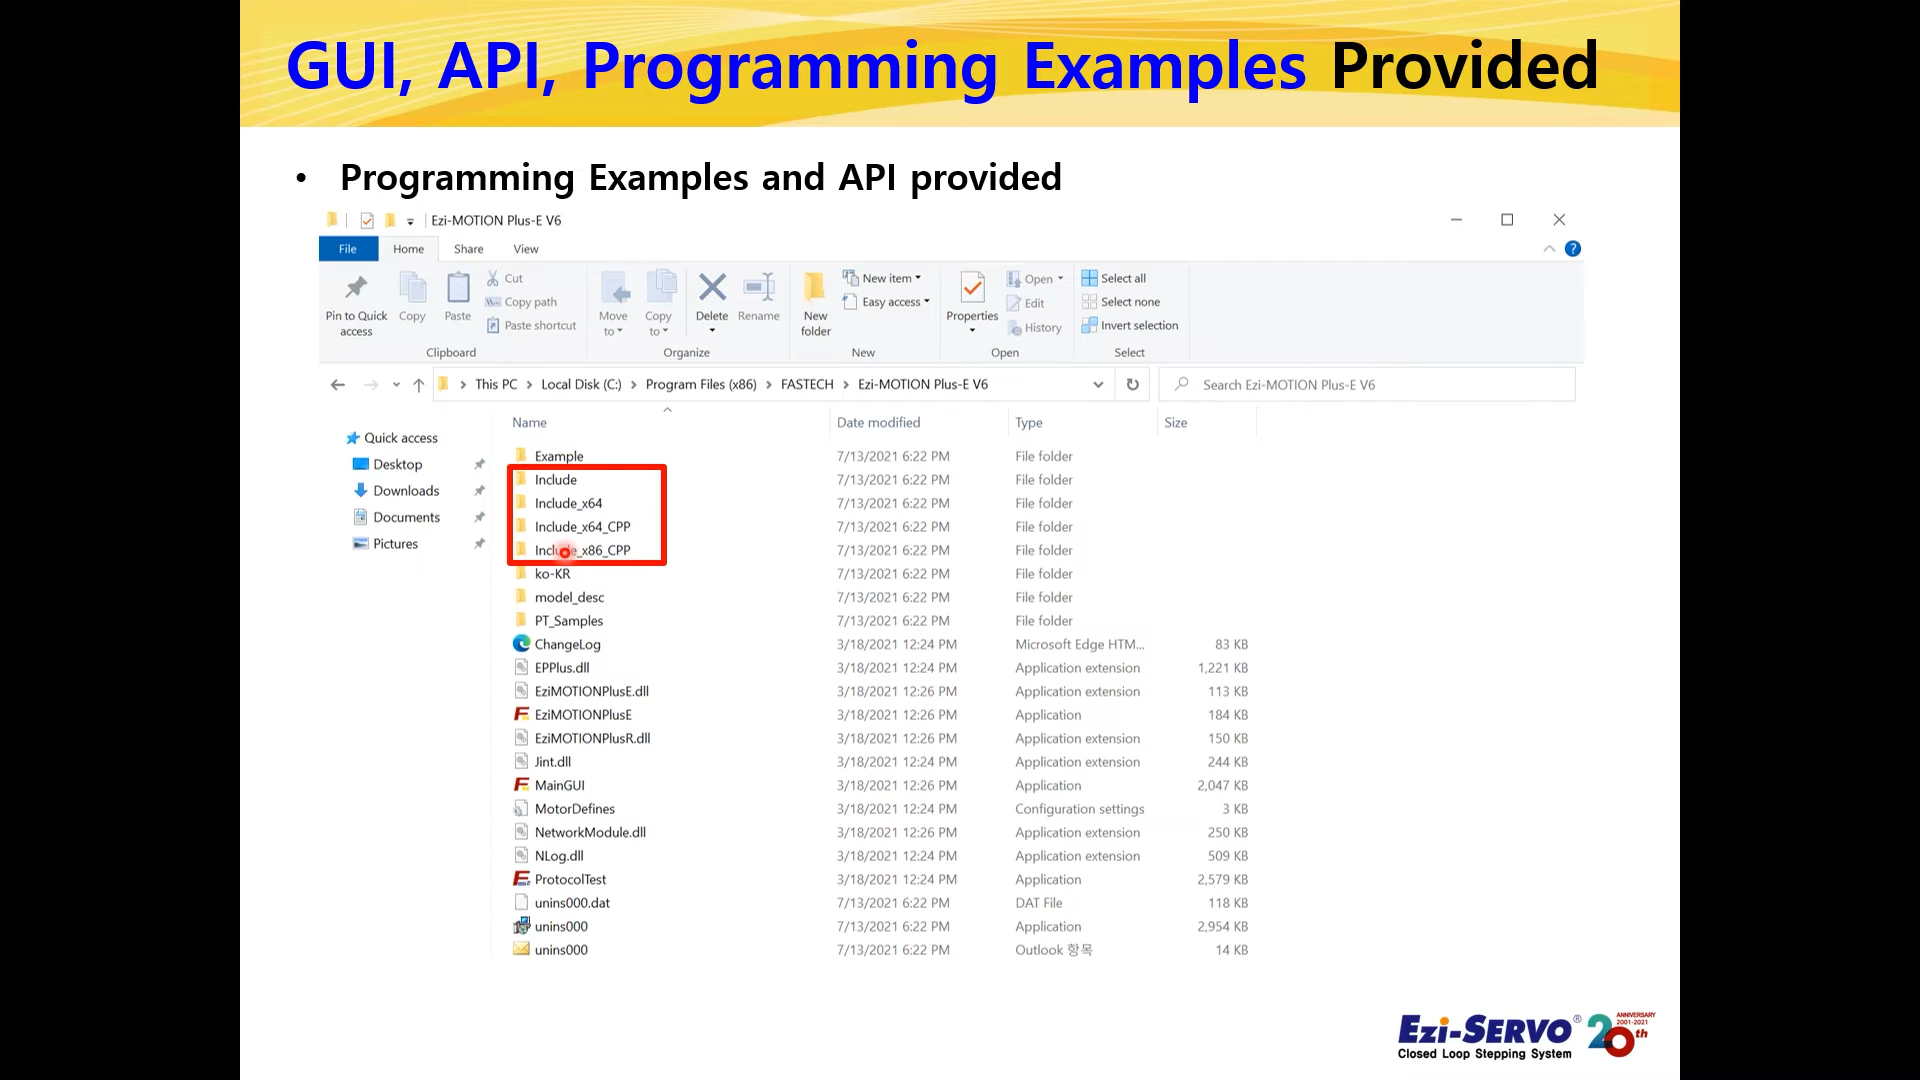 GUI, API, Programming Examples Provided
• Programming Examples and API provided
Ezi-MOTION Plus-E V6
File Home Share View
Pin to Quick access
Copy
Paste
Cut
Copy path
Paste shortcut
Move to
Copy to
Delete
Rename
New folder
New item
Easy access
Properties
Open
Edit
History
Select all
Select none
Invert selection
Clipboard Organize New Open Select
This PC > Local Disk (C:) > Program Files (x86) > FASTECH > Ezi-MOTION Plus-E V6
Search Ezi-MOTION Plus-E V6
Quick access
Desktop
Downloads
Documents
Pictures
Name Date modified Type Size
Example 7/13/2021 6:22 PM File folder
Include 7/13/2021 6:22 PM File folder
Include_x64 7/13/2021 6:22 PM File folder
Include_x64_CPP 7/13/2021 6:22 PM File folder
Include_x86_CPP 7/13/2021 6:22 PM File folder
ko-KR 7/13/2021 6:22 PM File folder
model_desc 7/13/2021 6:22 PM File folder
PT_Samples 7/13/2021 6:22 PM File folder
ChangeLog 3/18/2021 12:24 PM Microsoft Edge HTM... 83 KB
EPPlus.dll 3/18/2021 12:24 PM Application extension 1,221 KB
EziMOTIONPlusE.dll 3/18/2021 12:26 PM Application extension 113 KB
EziMOTIONPlusE 3/18/2021 12:26 PM Application 184 KB
EziMOTIONPlusR.dll 3/18/2021 12:26 PM Application extension 150 KB
Jint.dll 3/18/2021 12:24 PM Application extension 244 KB
MainGUI 3/18/2021 12:26 PM Application 2,047 KB
MotorDefines 3/18/2021 12:24 PM Configuration settings 3 KB
NetworkModule.dll 3/18/2021 12:26 PM Application extension 250 KB
NLog.dll 3/18/2021 12:24 PM Application extension 509 KB
ProtocolTest 3/18/2021 12:24 PM Application 2,579 KB
unins000.dat 7/13/2021 6:22 PM DAT File 118 KB
unins000 7/13/2021 6:22 PM Application 2,954 KB
unins000 7/13/2021 6:22 PM Outlook 항목 14 KB
Ezi-SERVO®
Closed Loop Stepping System
20th
ANNIVERSARY
2001-2021